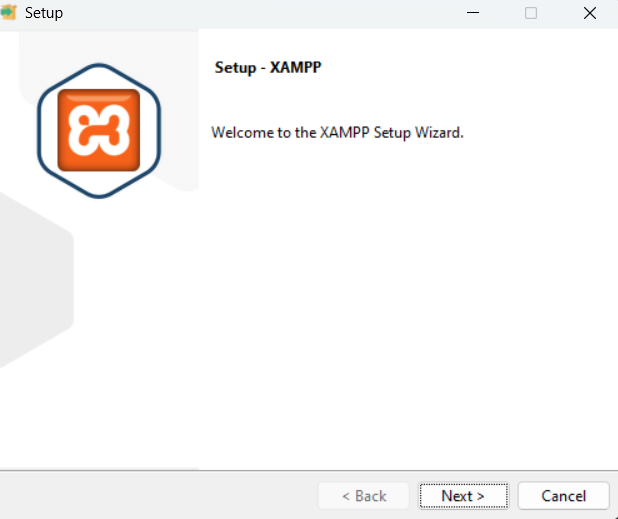 Setup
Setup - XAMPP
Welcome to the XAMPP Setup Wizard.
< Back
Next >
Cancel